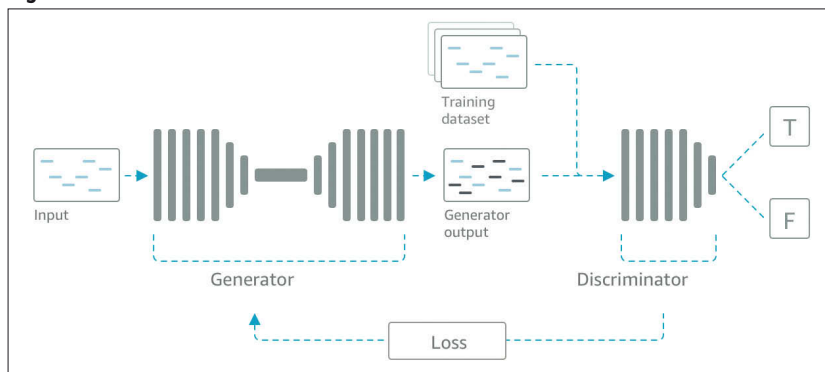 Training
dataset
T
Input
Generator
output
F
Generator
Discriminator
Loss